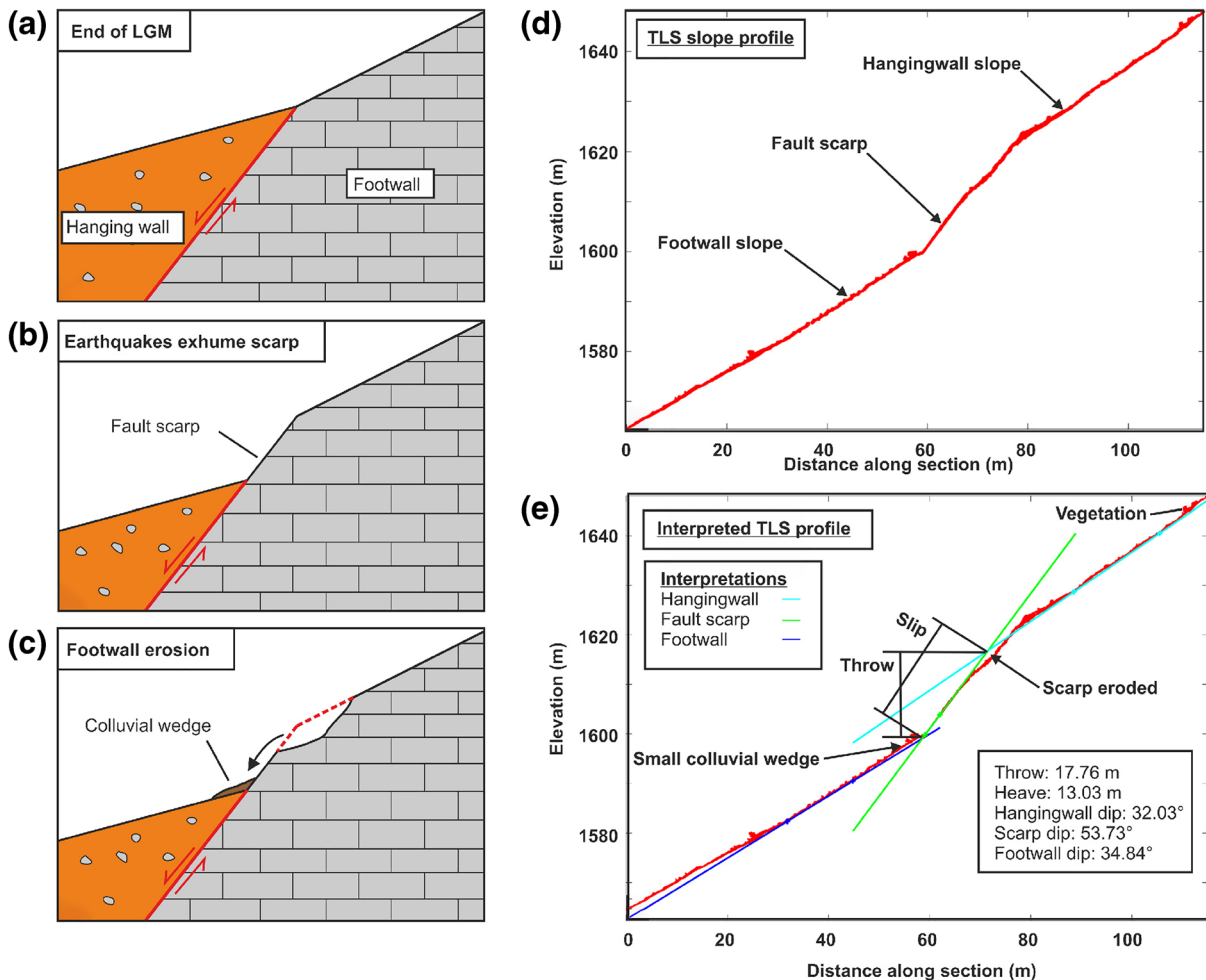 (a)
End of LGM
Footwall
Hanging wall
(b)
Earthquakes exhume scarp
Fault scarp
(c)
Footwall erosion
Colluvial wedge
(d)
TLS slope profile
Hangingwall slope
Fault scarp
Footwall slope
Elevation (m)
1640
1620
1600
1580
0 20 40 60 80 100
Distance along section (m)
(e)
Interpreted TLS profile
Vegetation
Interpretations
Hangingwall
Fault scarp
Footwall
Slip
Throw
Scarp eroded
Small colluvial wedge
Throw: 17.76 m
Heave: 13.03 m
Hangingwall dip: 32.03°
Scarp dip: 53.73°
Footwall dip: 34.84°
Elevation (m)
1640
1620
1600
1580
0 20 40 60 80 100
Distance along section (m)